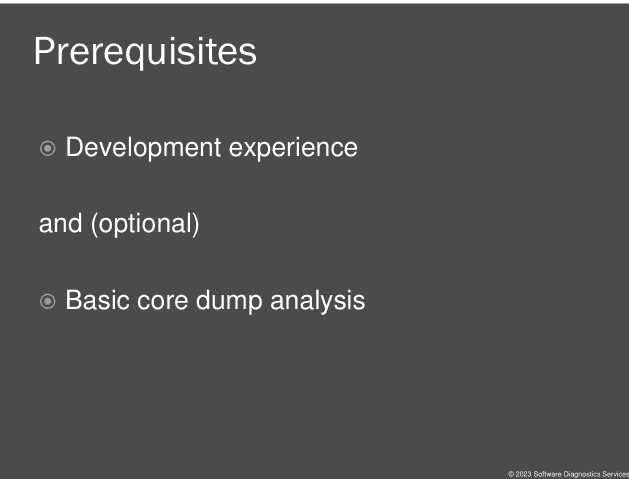 Prerequisites
Development experience
and (optional)
Basic core dump analysis
© 2023 Software Diagnostics Services